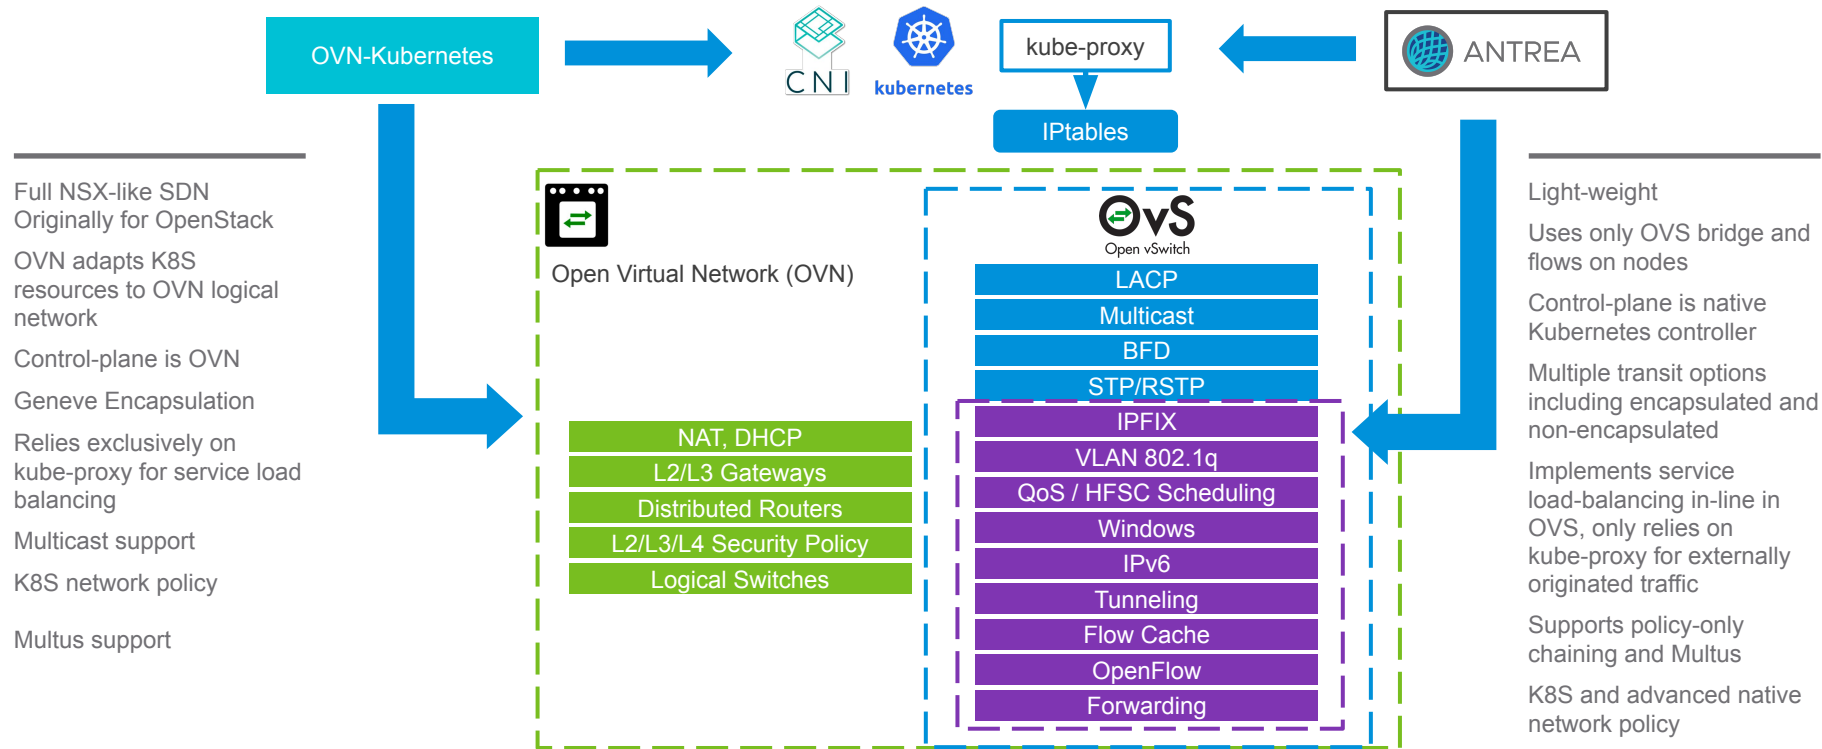 OVN-Kubernetes
CNI
kubernetes
kube-proxy
IPtables
ANTREA
Full NSX-like SDN
Originally for OpenStack
OVN adapts K8S
resources to OVN logical
network
Control-plane is OVN
Geneve Encapsulation
Relies exclusively on
kube-proxy for service load
balancing
Multicast support
K8S network policy
Multus support
Open Virtual Network (OVN)
NAT, DHCP
L2/L3 Gateways
Distributed Routers
L2/L3/L4 Security Policy
Logical Switches
OvS
Open vSwitch
LACP
Multicast
BFD
STP/RSTP
IPFIX
VLAN 802.1q
QoS / HFSC Scheduling
Windows
IPv6
Tunneling
Flow Cache
OpenFlow
Forwarding
Light-weight
Uses only OVS bridge and
flows on nodes
Control-plane is native
Kubernetes controller
Multiple transit options
including encapsulated and
non-encapsulated
Implements service
load-balancing in-line in
OVS, only relies on
kube-proxy for externally
originated traffic
Supports policy-only
chaining and Multus
K8S and advanced native
network policy